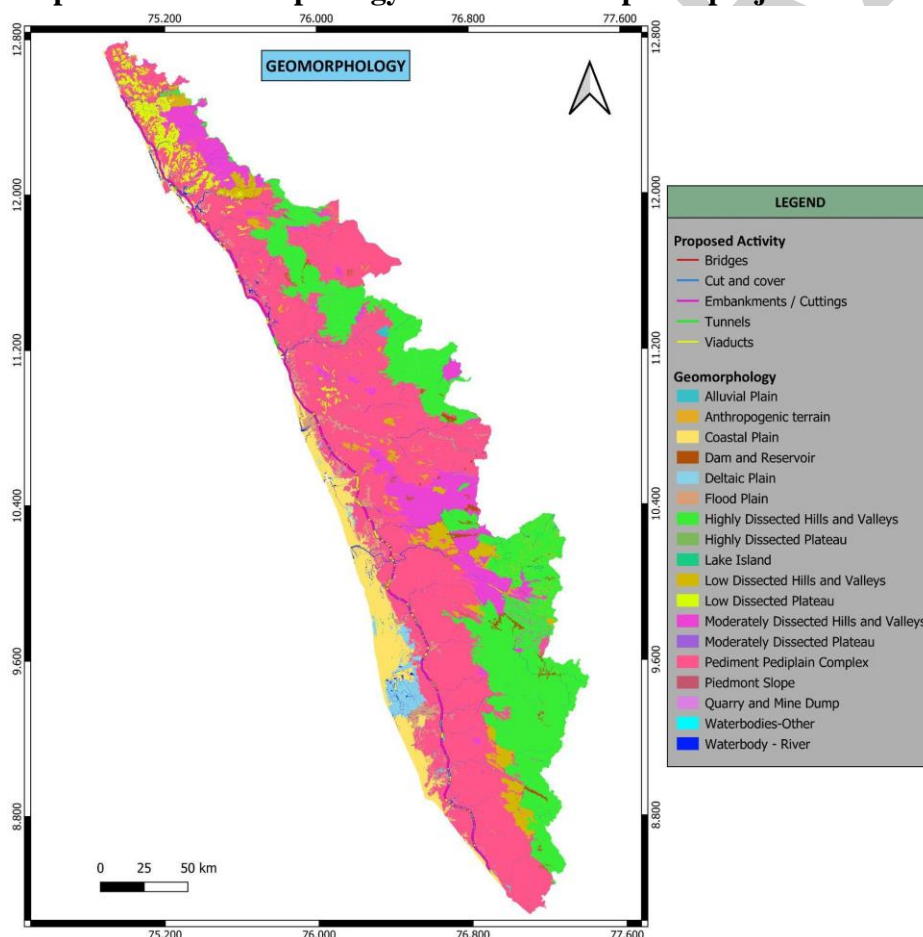 75.200 76.000 76.800 77.600
12.800 12.800
GEOMORPHOLOGY
12.000 12.000
11.200 11.200
10.400 10.400
9.600 9.600
8.800 8.800
0 25 50 km
75.200 76.000 76.800 77.600
LEGEND
Proposed Activity
Bridges
Cut and cover
Embankments / Cuttings
Tunnels
Viaducts
Geomorphology
Alluvial Plain
Anthropogenic terrain
Coastal Plain
Dam and Reservoir
Deltaic Plain
Flood Plain
Highly Dissected Hills and Valleys
Highly Dissected Plateau
Lake Island
Low Dissected Hills and Valleys
Low Dissected Plateau
Moderately Dissected Hills and Valleys
Moderately Dissected Plateau
Pediment Pediplain Complex
Piedmont Slope
Quarry and Mine Dump
Waterbodies-Other
Waterbody - River